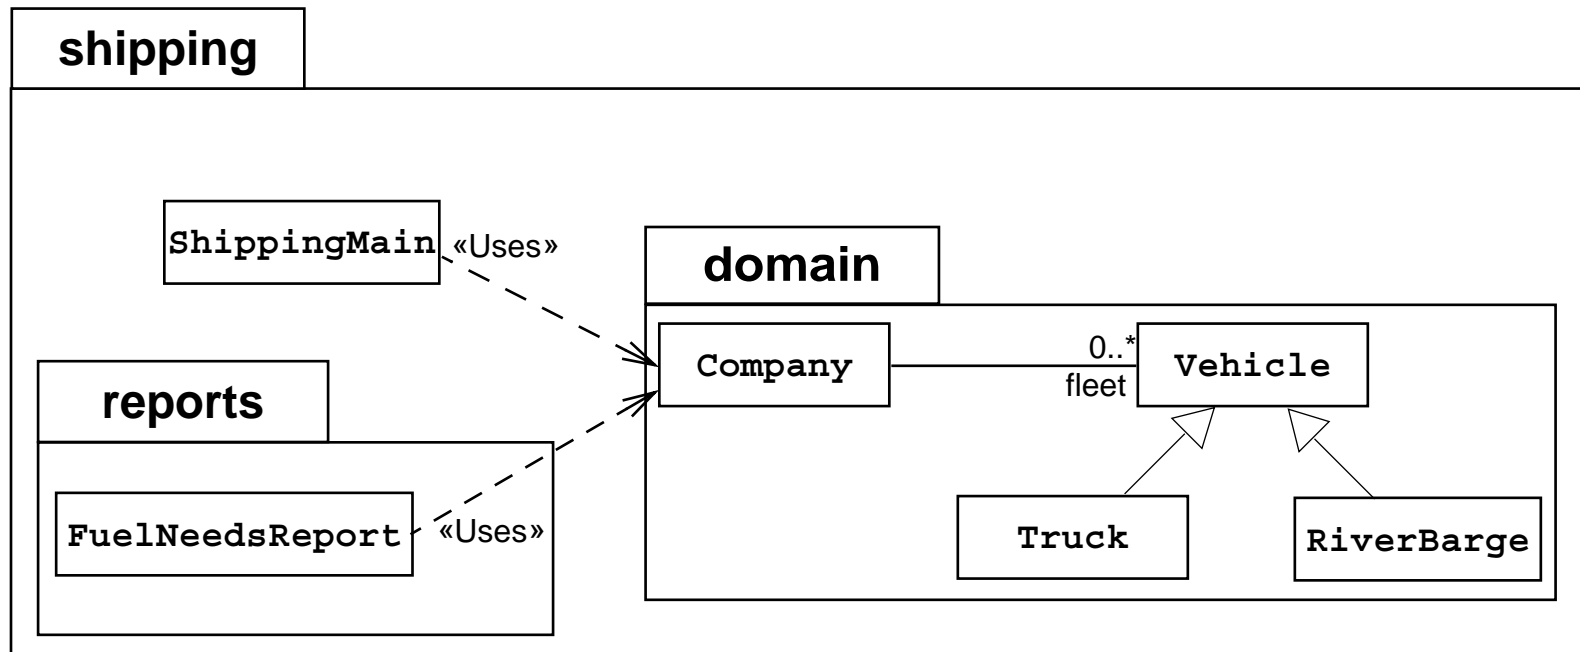 shipping
ShippingMain
«Uses»
domain
Company
0..*
fleet
Vehicle
reports
FuelNeedsReport
«Uses»
Truck
RiverBarge